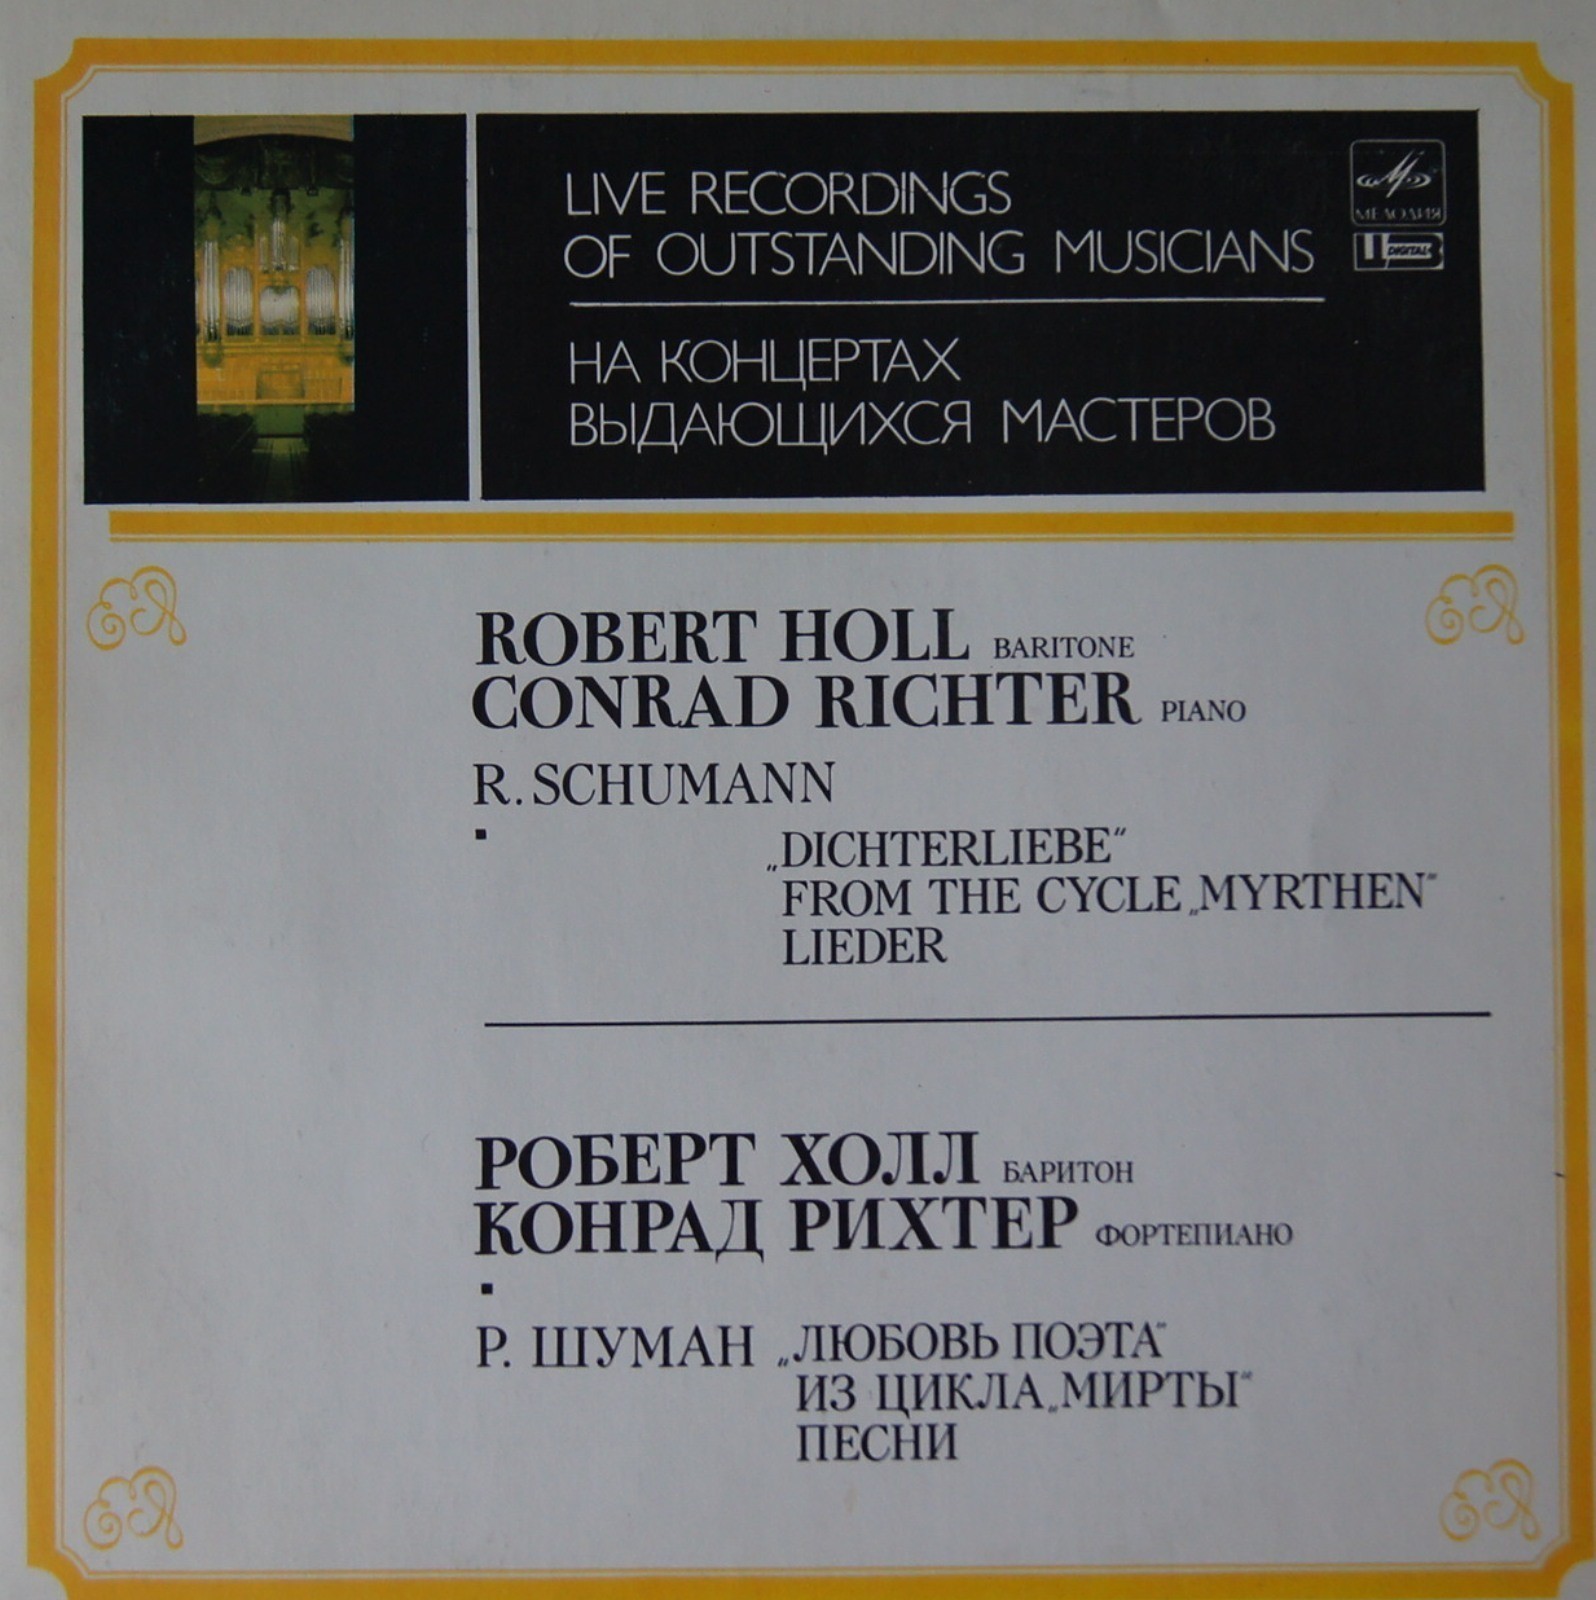 LIVE RECORDINGS
OF OUTSTANDING MUSICIANS
МЕЛОДИЯ
DIGITAL
НА КОНЦЕРТАХ
ВЫДАЮЩИХСЯ МАСТЕРОВ
ROBERT HOLL BARITONE
CONRAD RICHTER PIANO
R. SCHUMANN
„DICHTERLIEBE“
FROM THE CYCLE „MYRTHEN“
LIEDER
РОБЕРТ ХОЛЛ БАРИТОН
КОНРАД РИХТЕР ФОРТЕПИАНО
Р. ШУМАН „ЛЮБОВЬ ПОЭТА“
ИЗ ЦИКЛА „МИРТЫ“
ПЕСНИ